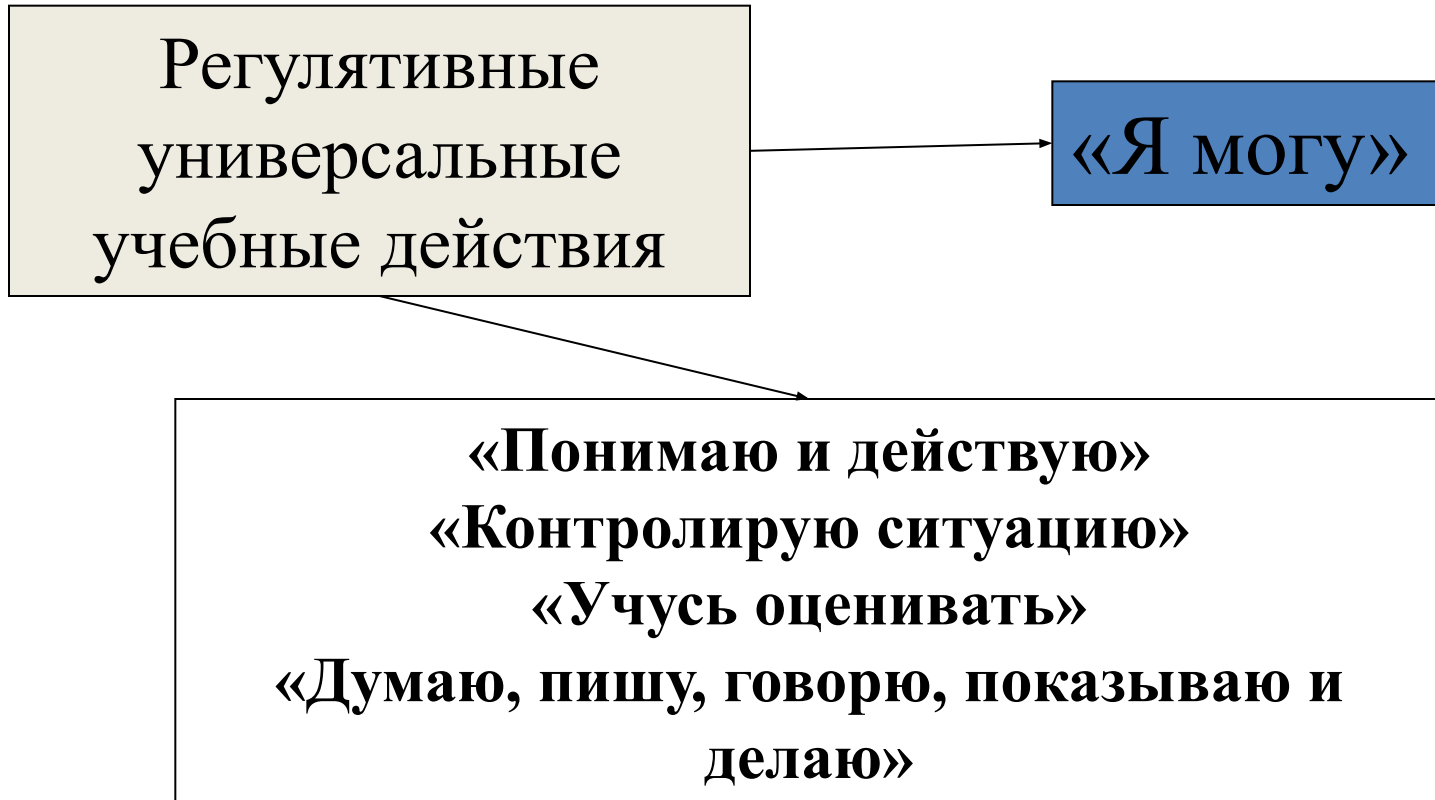 Регулятивные
универсальные
учебные действия
«Я могу»
«Понимаю и действую»
«Контролирую ситуацию»
«Учусь оценивать»
«Думаю, пишу, говорю, показываю и
делаю»